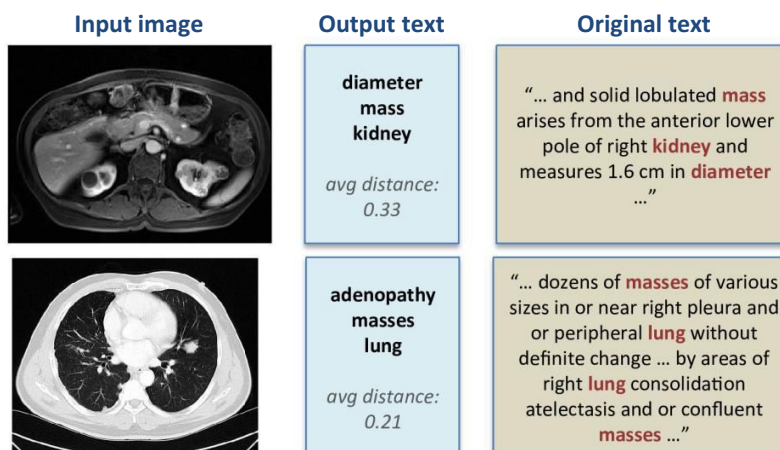 Input image
Output text
Original text
diameter
mass
kidney
avg distance:
0.33
“… and solid lobulated mass
arises from the anterior lower
pole of right kidney and
measures 1.6 cm in diameter
…”
adenopathy
masses
lung
avg distance:
0.21
“… dozens of masses of various
sizes in or near right pleura and
or peripheral lung without
definite change … by areas of
right lung consolidation
atelectasis and or confluent
masses …”